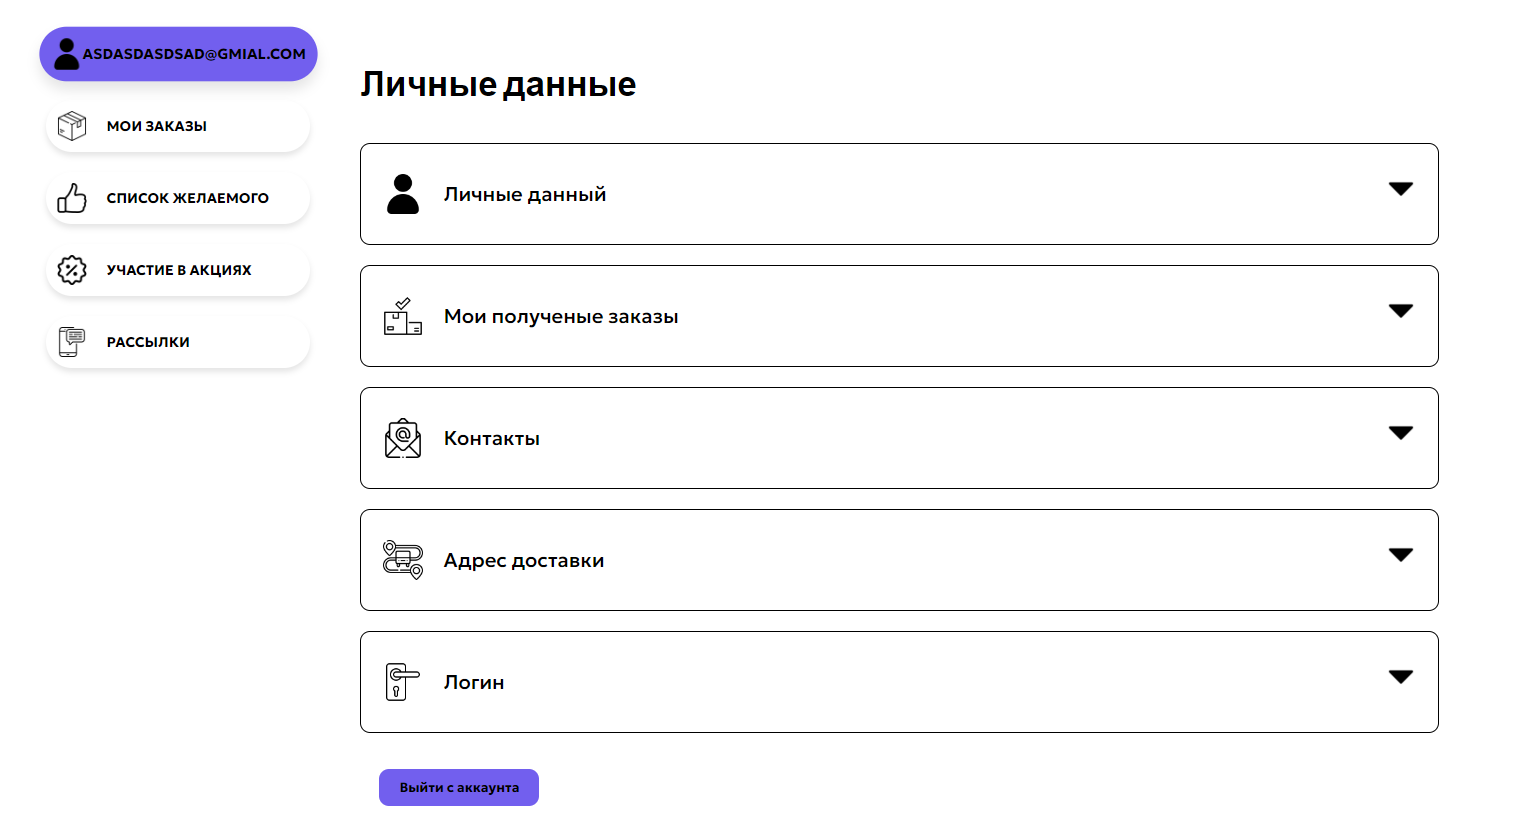 ASDASDASDSAD@GMIAL.COM
МОИ ЗАКАЗЫ
СПИСОК ЖЕЛАЕМОГО
УЧАСТИЕ В АКЦИЯХ
РАССЫЛКИ
Личные данные
Личные данный
Мои полученые заказы
Контакты
Адрес доставки
Логин
Выйти с аккаунта